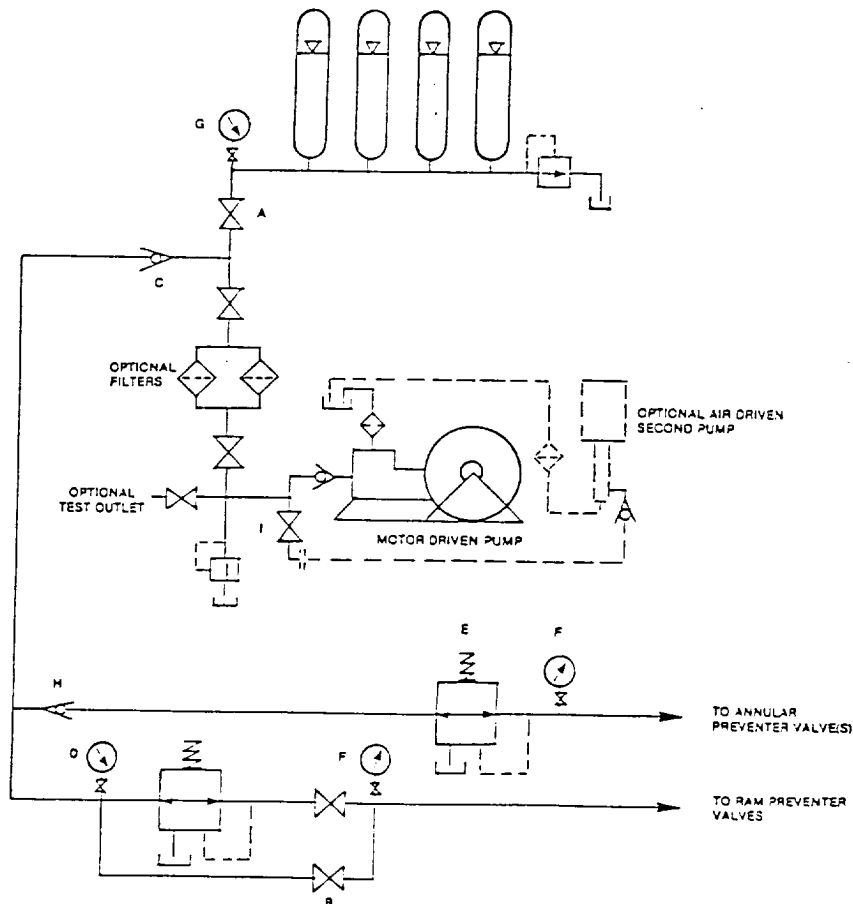 G
A
C
OPTIONAL
FILTERS
OPTIONAL AIR DRIVEN
SECOND PUMP
OPTIONAL
TEST OUTLET
I
MOTOR DRIVEN PUMP
E
F
H
TO ANNULAR
PREVENTER VALVE(S)
D
F
TO RAM PREVENTER
VALVES
B